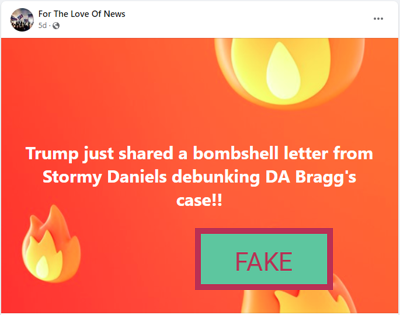 For The Love Of News
5d ·
Trump just shared a bombshell letter from
Stormy Daniels debunking DA Bragg's
case!!
FAKE